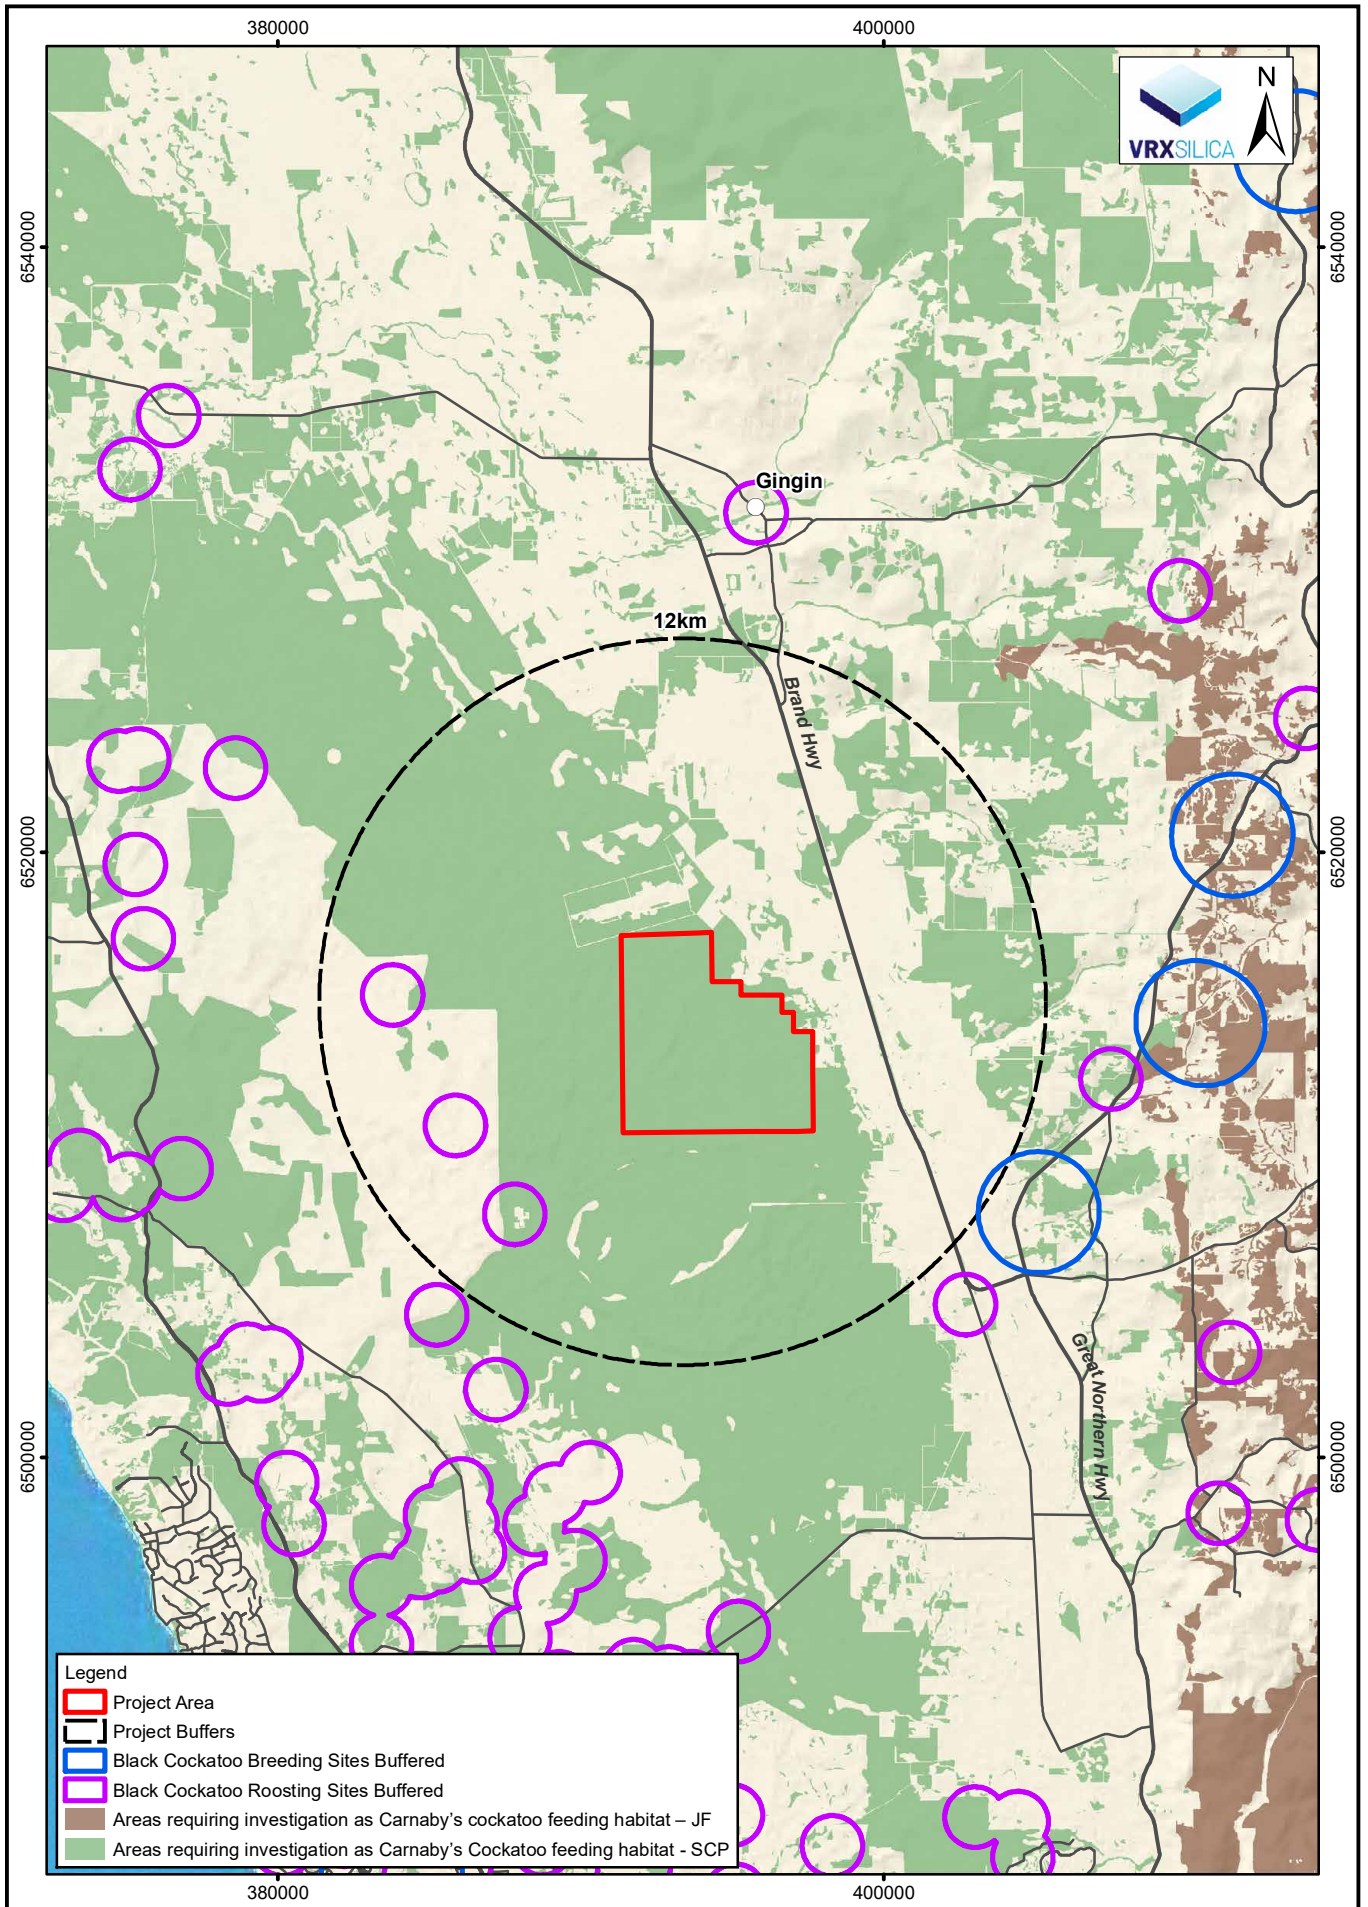 380000
400000
N
VRXSILICA
6540000
6540000
Gingin
12km
Brand Hwy
6520000
6520000
Great Northern Hwy
6500000
6500000
Legend
Project Area
Project Buffers
Black Cockatoo Breeding Sites Buffered
Black Cockatoo Roosting Sites Buffered
Areas requiring investigation as Carnaby's cockatoo feeding habitat – JF
Areas requiring investigation as Carnaby's Cockatoo feeding habitat - SCP
380000
400000